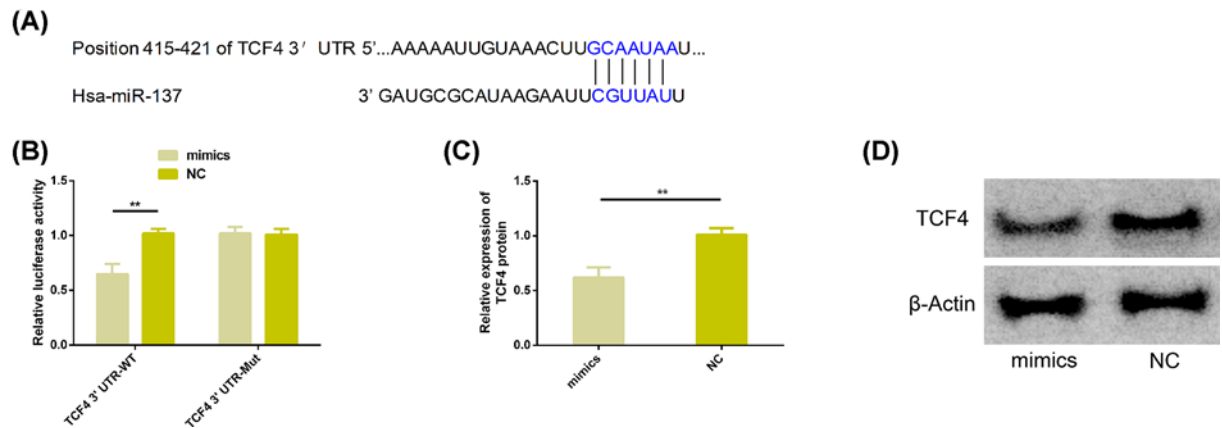 (A)
Position 415-421 of TCF4 3′ UTR 5'...AAAAAUUGUAAACUUGCAAUAAU...
Hsa-miR-137 3' GAUGCGCAUAAGAAUUCGUUAUU
(B)
mimics
NC
Relative luciferase activity
1.5
1.0
0.5
0.0
**
TCF4 3' UTR-WT
TCF4 3' UTR-Mut
(C)
Relative expression of
TCF4 protein
1.5
1.0
0.5
0.0
**
mimics
NC
(D)
TCF4
β-Actin
mimics NC